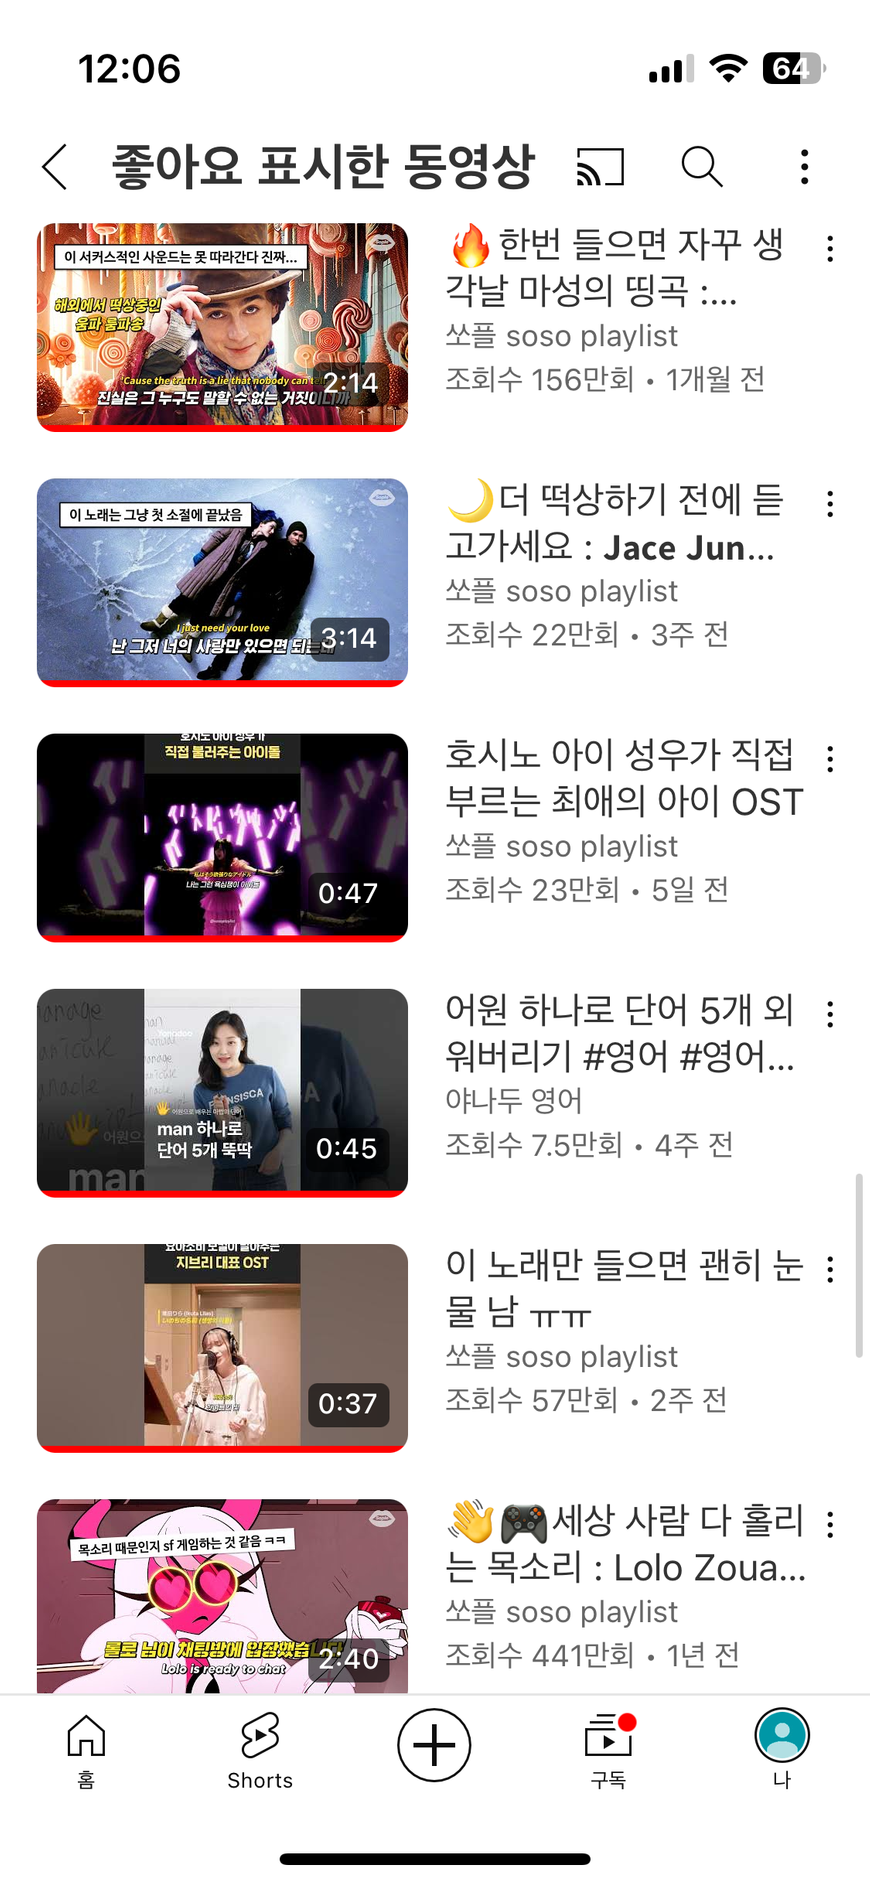 12:06
64
좋아요 표시한 동영상
이 서커스적인 사운드는 못 따라간다 진짜...
해외에서 떡상중인
움파 룸파송
'Cause the truth is a lie that nobody can
진실은 그 누구도 말할 수 없는 거짓이니까
2:14
🔥한번 들으면 자꾸 생
각날 마성의 띵곡 :...
쏘플 soso playlist
조회수 156만회 • 1개월 전
이 노래는 그냥 첫 소절에 끝났음
I just need your love
난 그저 너의 사랑만 있으면 되는데
3:14
🌙더 떡상하기 전에 듣
고가세요 : Jace Jun...
쏘플 soso playlist
조회수 22만회 • 3주 전
호시노 아이 성우가
직접 불러주는 아이돌
나는 그런 욕심쟁이 아이돌
0:47
호시노 아이 성우가 직접
부르는 최애의 아이 OST
쏘플 soso playlist
조회수 23만회 • 5일 전
man 하나로
단어 5개 뚝딱
man
0:45
어원 하나로 단어 5개 외
워버리기 #영어 #영어...
야나두 영어
조회수 7.5만회 • 4주 전
요아소비 보컬이 말아주는
지브리 대표 OST
0:37
이 노래만 들으면 괜히 눈
물 남 ㅠㅠ
쏘플 soso playlist
조회수 57만회 • 2주 전
목소리 때문인지 sf 게임하는 것 같음 ㅋㅋ
롤로 님이 채팅방에 입장했습니다
Lolo is ready to chat
2:40
👋🎮세상 사람 다 홀리
는 목소리 : Lolo Zoua...
쏘플 soso playlist
조회수 441만회 • 1년 전
홈
Shorts
구독
나